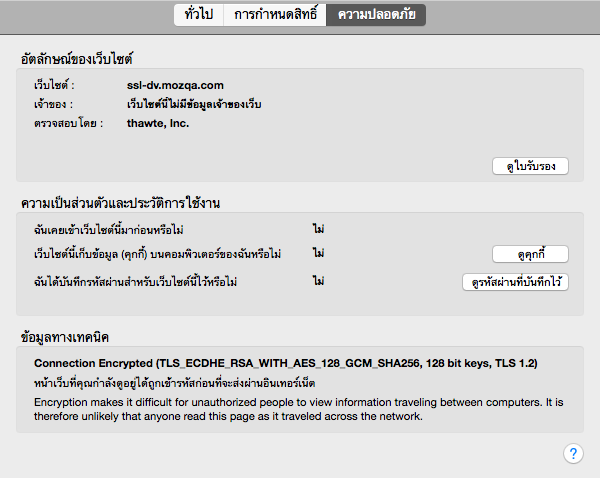 ทั่วไป การกำหนดสิทธิ์ ความปลอดภัย
อัตลักษณ์ของเว็บไซต์
เว็บไซต์ : ssl-dv.mozqa.com
เจ้าของ : เว็บไซต์นี้ไม่มีข้อมูลเจ้าของเว็บ
ตรวจสอบโดย : thawte, Inc.
ดูใบรับรอง
ความเป็นส่วนตัวและประวัติการใช้งาน
ฉันเคยเข้าเว็บไซต์นี้มาก่อนหรือไม่ ไม่
เว็บไซต์นี้เก็บข้อมูล (คุกกี้) บนคอมพิวเตอร์ของฉันหรือไม่ ไม่ ดูคุกกี้
ฉันได้บันทึกรหัสผ่านสำหรับเว็บไซต์นี้ไว้หรือไม่ ไม่ ดูรหัสผ่านที่บันทึกไว้
ข้อมูลทางเทคนิค
Connection Encrypted (TLS_ECDHE_RSA_WITH_AES_128_GCM_SHA256, 128 bit keys, TLS 1.2)
หน้าเว็บที่คุณกำลังดูอยู่ได้ถูกเข้ารหัสก่อนที่จะส่งผ่านอินเทอร์เน็ต
Encryption makes it difficult for unauthorized people to view information traveling between computers. It is
therefore unlikely that anyone read this page as it traveled across the network.
?